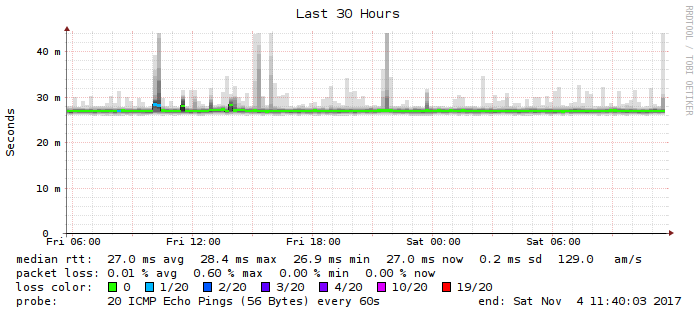 Last 30 Hours
RRDTOOL / TOBI OETIKER
Seconds
40 m
30 m
20 m
10 m
0
Fri 06:00 Fri 12:00 Fri 18:00 Sat 00:00 Sat 06:00
median rtt: 27.0 ms avg 28.4 ms max 26.9 ms min 27.0 ms now 0.2 ms sd 129.0 am/s
packet loss: 0.01 % avg 0.60 % max 0.00 % min 0.00 % now
loss color: 0 1/20 2/20 3/20 4/20 10/20 19/20
probe: 20 ICMP Echo Pings (56 Bytes) every 60s end: Sat Nov 4 11:40:03 2017